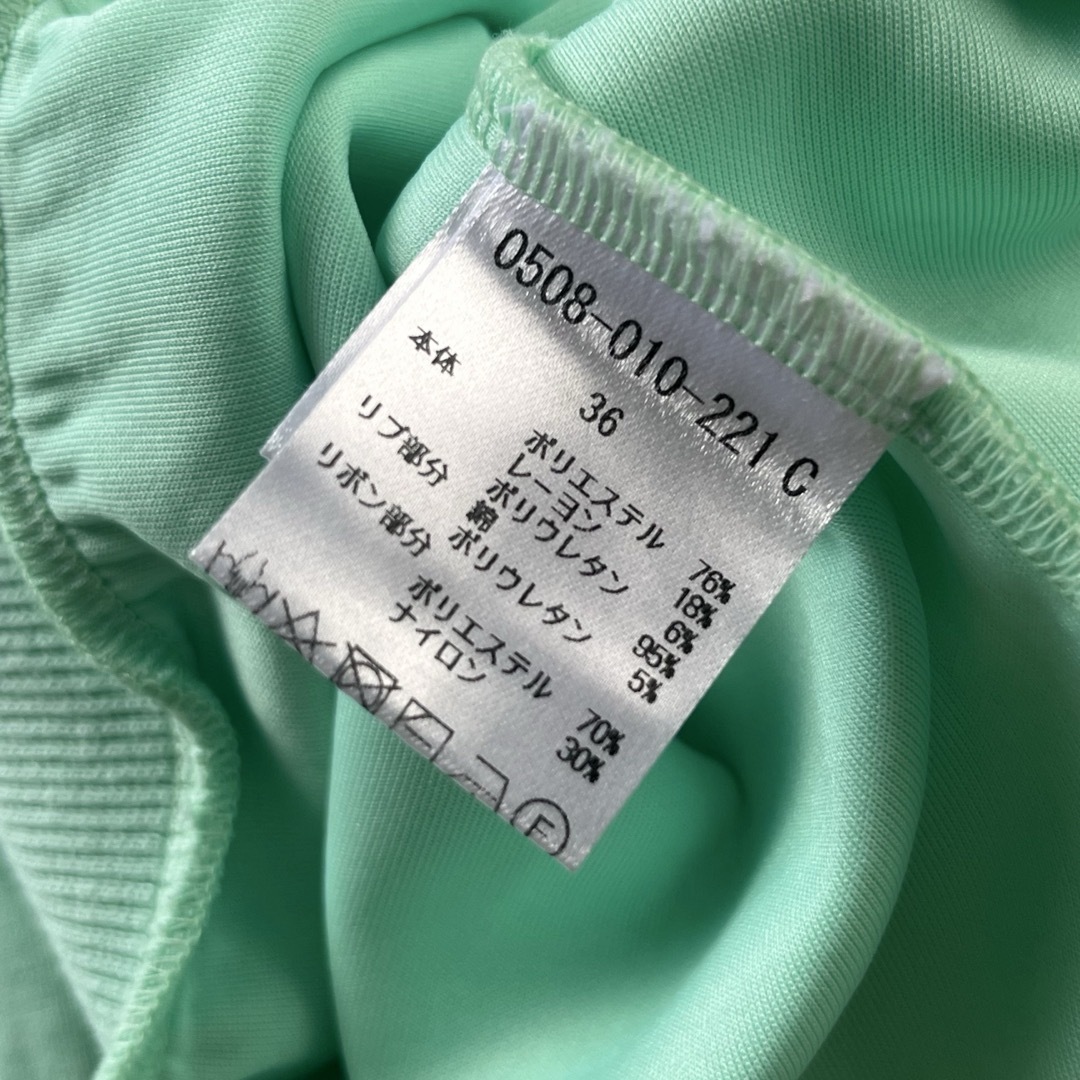 0508-010-221 C
36
本体 ポリエステル 76%
レーヨン 18%
ポリウレタン 6%
リブ部分 綿 95%
ポリウレタン 5%
リボン部分 ポリエステル 70%
ナイロン 30%
F